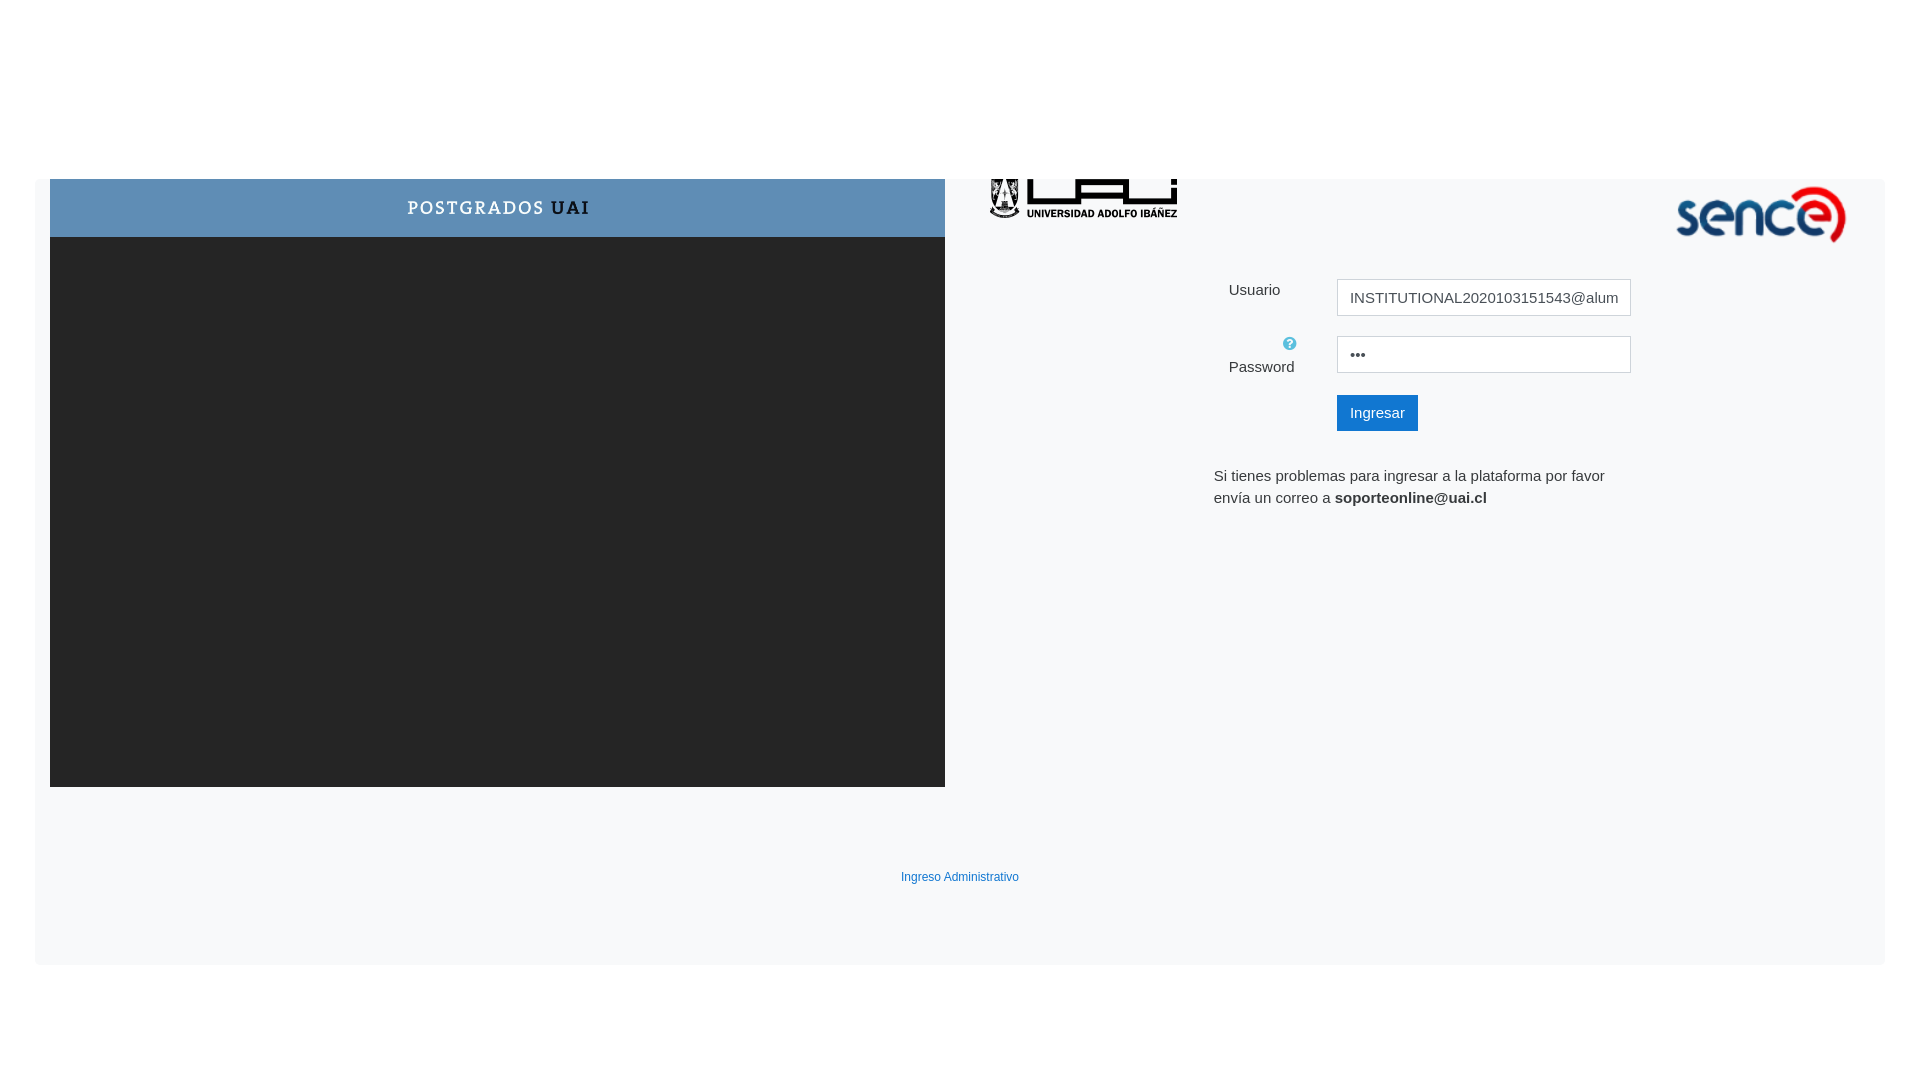 POSTGRADOS UAI
UAI
UNIVERSIDAD ADOLFO IBÁÑEZ
sence
Usuario
INSTITUTIONAL2020103151543@alum
Password
•••
Ingresar
Si tienes problemas para ingresar a la plataforma por favor
envía un correo a soporteonline@uai.cl
Ingreso Administrativo